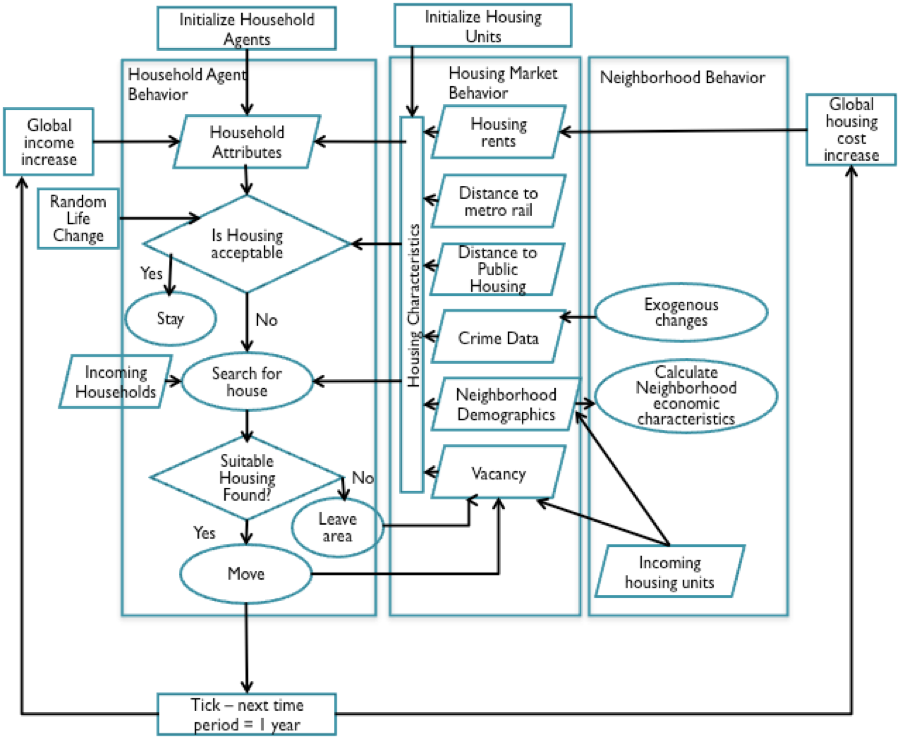 Initialize Household
Agents
Initialize Housing
Units
Household Agent
Behavior
Housing Market
Behavior
Neighborhood Behavior
Global
income
increase
Household
Attributes
Housing
rents
Global
housing
cost
increase
Random
Life
Change
Distance to
metro rail
Is Housing
acceptable
Housing Characteristics
Distance to
Public
Housing
Yes
Stay
No
Exogenous
changes
Crime Data
Incoming
Households
Search for
house
Neighborhood
Demographics
Calculate
Neighborhood
economic
characteristics
Suitable
Housing
Found?
No
Vacancy
Yes
Leave
area
Move
Incoming
housing units
Tick – next time
period = 1 year